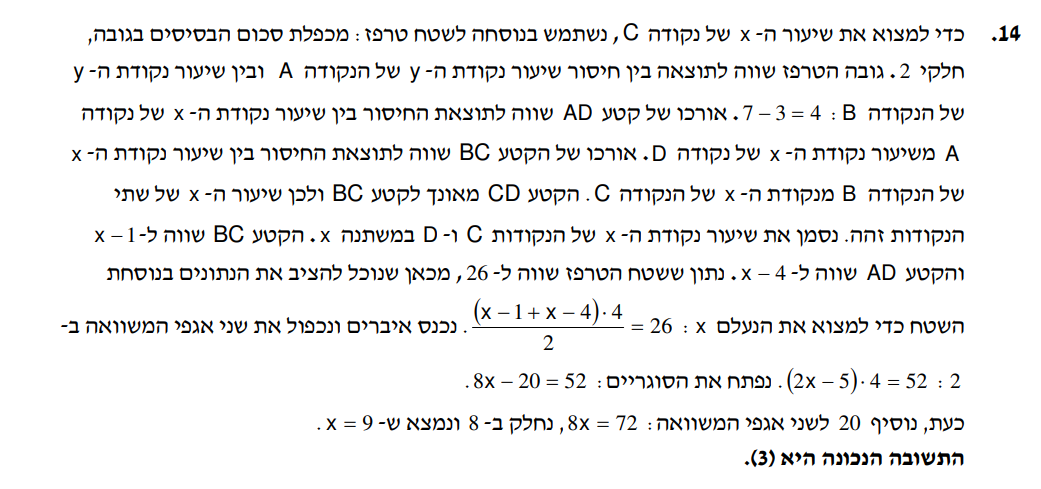 14. כדי למצוא את שיעור ה- x של נקודה C, נשתמש בנוסחה לשטח טרפז: מכפלת סכום הבסיסים בגובה,
חלקי 2. גובה הטרפז שווה לתוצאה בין חיסור שיעור נקודת ה- y של הנקודה A ובין שיעור נקודת ה- y
של הנקודה B : 7 – 3 = 4. אורכו של קטע AD שווה לתוצאת החיסור בין שיעור נקודת ה- x של נקודה
A משיעור נקודת ה- x של נקודה D. אורכו של הקטע BC שווה לתוצאת החיסור בין שיעור נקודת ה- x
של הנקודה B מנקודת ה- x של הנקודה C. הקטע CD מאונך לקטע BC ולכן שיעור ה- x של שתי
הנקודות זהה. נסמן את שיעור נקודת ה- x של הנקודות C ו- D במשתנה x. הקטע BC שווה ל- x – 1
והקטע AD שווה ל- x – 4. נתון ששטח הטרפז שווה ל- 26, מכאן שנוכל להציב את הנתונים בנוסחת
השטח כדי למצוא את הנעלם x : (x – 1 + x – 4) · 4 / 2 = 26. נכנס איברים ונכפול את שני אגפי המשוואה ב-
2 : (2x – 5) · 4 = 52. נפתח את הסוגריים: 8x – 20 = 52.
כעת, נוסיף 20 לשני אגפי המשוואה: 8x = 72, נחלק ב- 8 ונמצא ש- x = 9.
התשובה הנכונה היא (3).